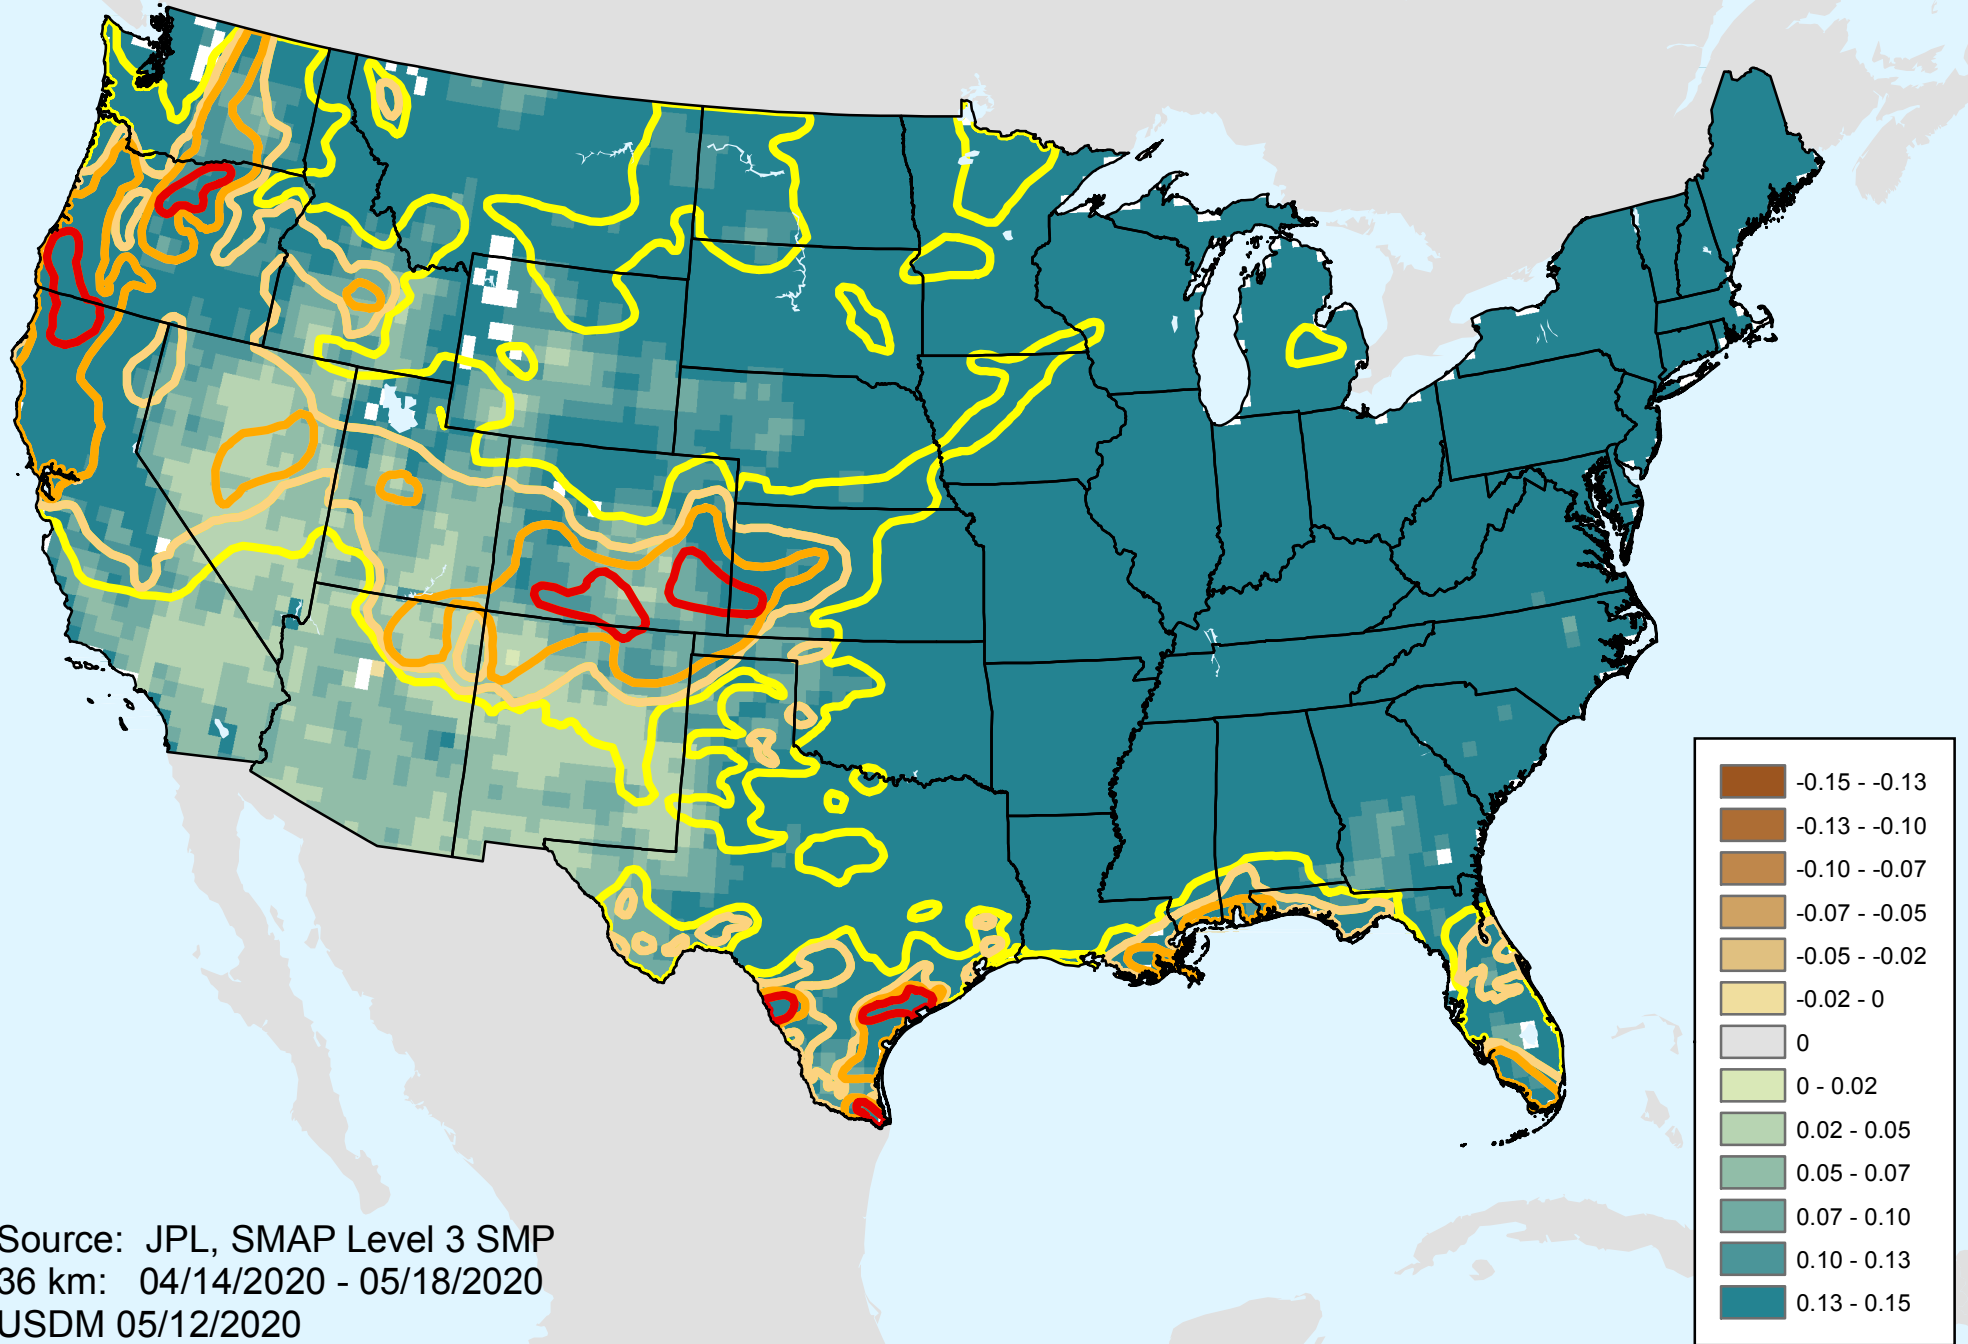 -0.15 - -0.13
-0.13 - -0.10
-0.10 - -0.07
-0.07 - -0.05
-0.05 - -0.02
-0.02 - 0
0
0 - 0.02
0.02 - 0.05
0.05 - 0.07
0.07 - 0.10
0.10 - 0.13
0.13 - 0.15
Source: JPL, SMAP Level 3 SMP
36 km: 04/14/2020 - 05/18/2020
USDM 05/12/2020